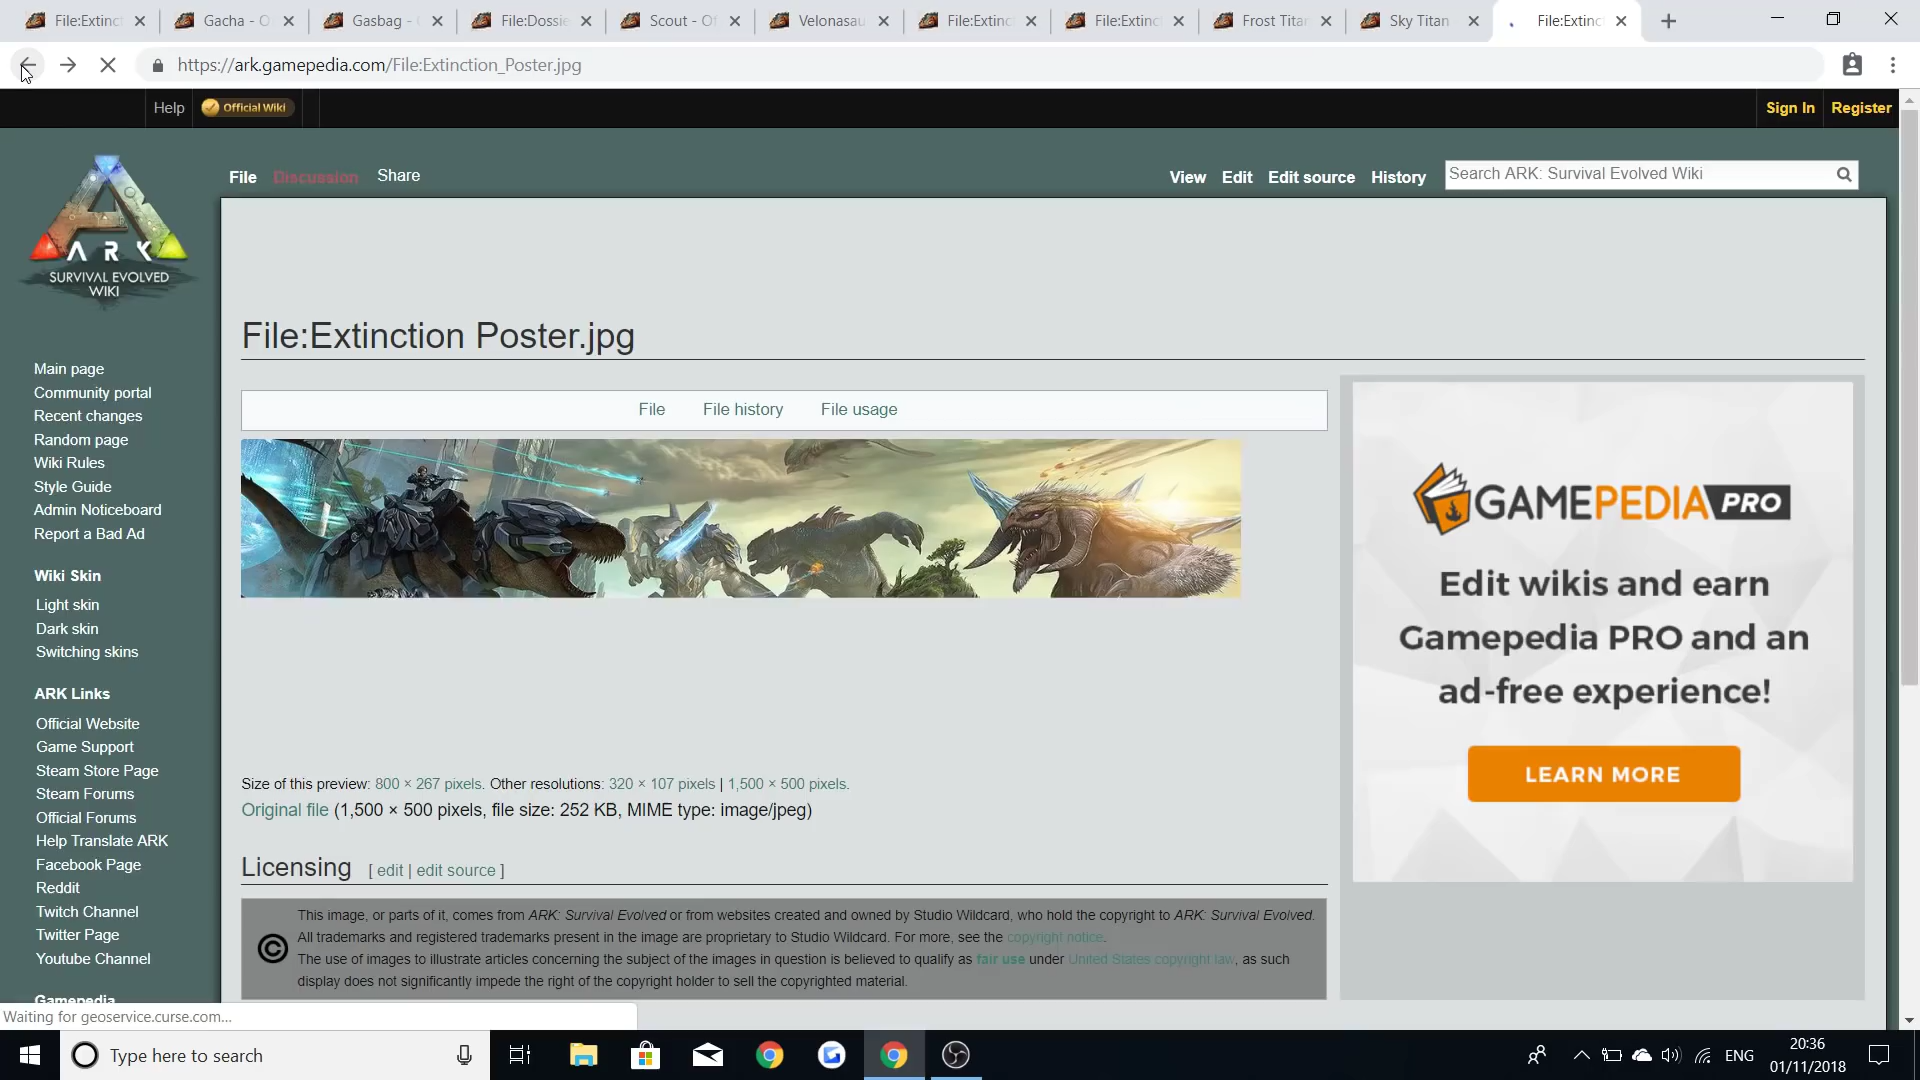 File:Extinct
Gacha - O
Gasbag -
File:Dossie
Scout - Of
Velonasau
File:Extinc
File:Extinc
Frost Titan
Sky Titan
File:Extinc
https://ark.gamepedia.com/File:Extinction_Poster.jpg
Help
Official Wiki
Sign In
Register
File
Discussion
Share
View
Edit
Edit source
History
Search ARK: Survival Evolved Wiki
ARK
SURVIVAL EVOLVED
WIKI
File:Extinction Poster.jpg
Main page
Community portal
Recent changes
Random page
Wiki Rules
Style Guide
Admin Noticeboard
Report a Bad Ad
Wiki Skin
Light skin
Dark skin
Switching skins
ARK Links
Official Website
Game Support
Steam Store Page
Steam Forums
Official Forums
Help Translate ARK
Facebook Page
Reddit
Twitch Channel
Twitter Page
Youtube Channel
Gamepedia
File
File history
File usage
GAMEPEDIA PRO
Edit wikis and earn
Gamepedia PRO and an
ad-free experience!
LEARN MORE
Size of this preview: 800 × 267 pixels. Other resolutions: 320 × 107 pixels | 1,500 × 500 pixels.
Original file (1,500 × 500 pixels, file size: 252 KB, MIME type: image/jpeg)
Licensing [ edit | edit source ]
This image, or parts of it, comes from ARK: Survival Evolved or from websites created and owned by Studio Wildcard, who hold the copyright to ARK: Survival Evolved.
All trademarks and registered trademarks present in the image are proprietary to Studio Wildcard. For more, see the copyright notice.
The use of images to illustrate articles concerning the subject of the images in question is believed to qualify as fair use under United States copyright law, as such
display does not significantly impede the right of the copyright holder to sell the copyrighted material.
Waiting for geoservice.curse.com...
Type here to search
ENG
20:36
01/11/2018